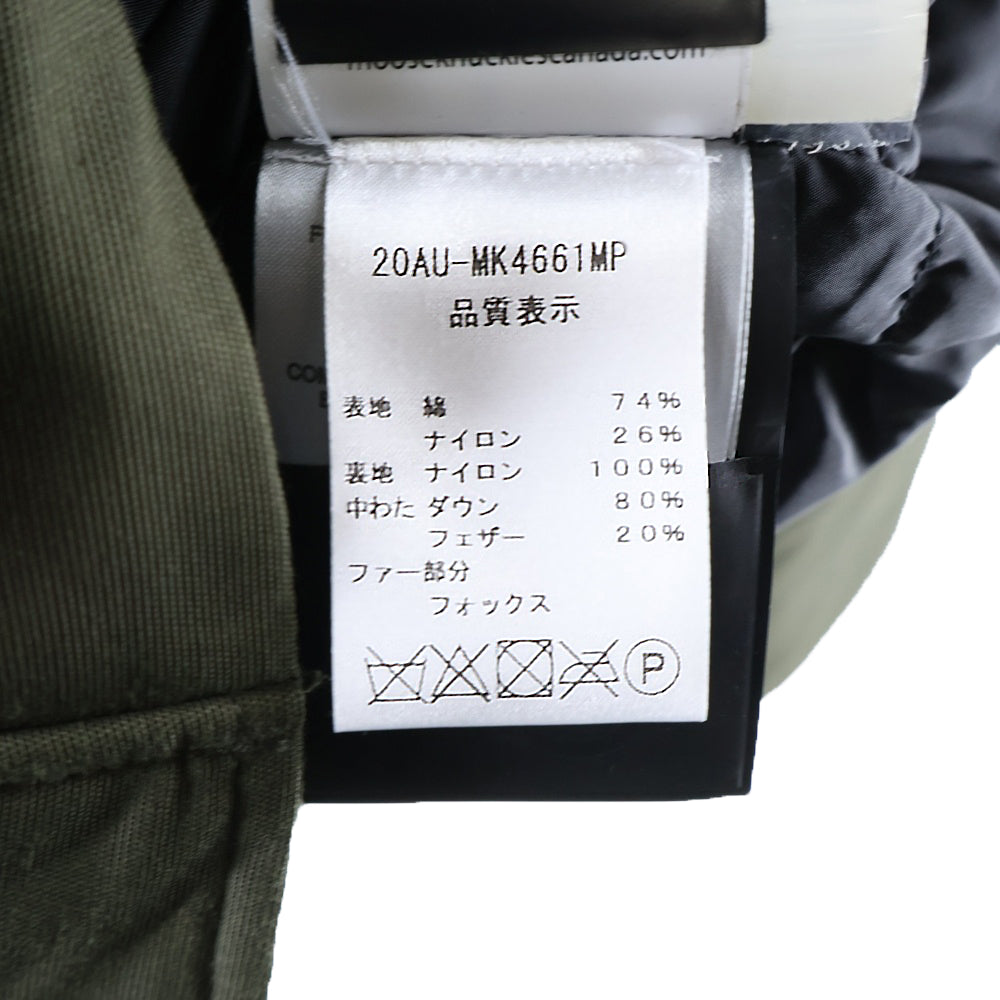 mooseknucklescanada.com
20AU-MK4661MP
品質表示
表地 綿 74%
ナイロン 26%
裏地 ナイロン 100%
中わた ダウン 80%
フェザー 20%
ファー部分
フォックス
P